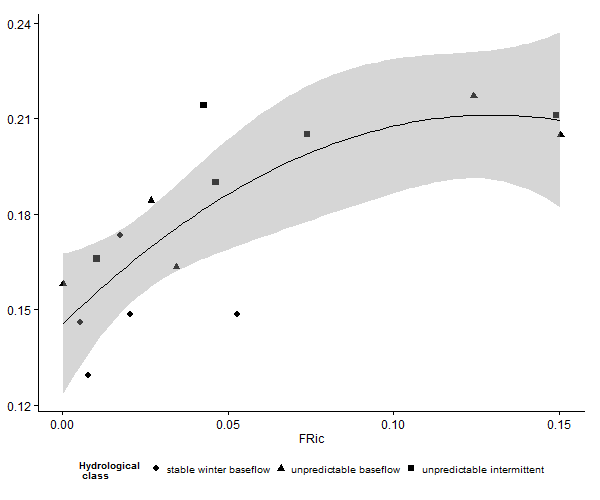 0.24
0.21
0.18
0.15
0.12
0.00 0.05 0.10 0.15
FRic
Hydrological
class
stable winter baseflow unpredictable baseflow unpredictable intermittent